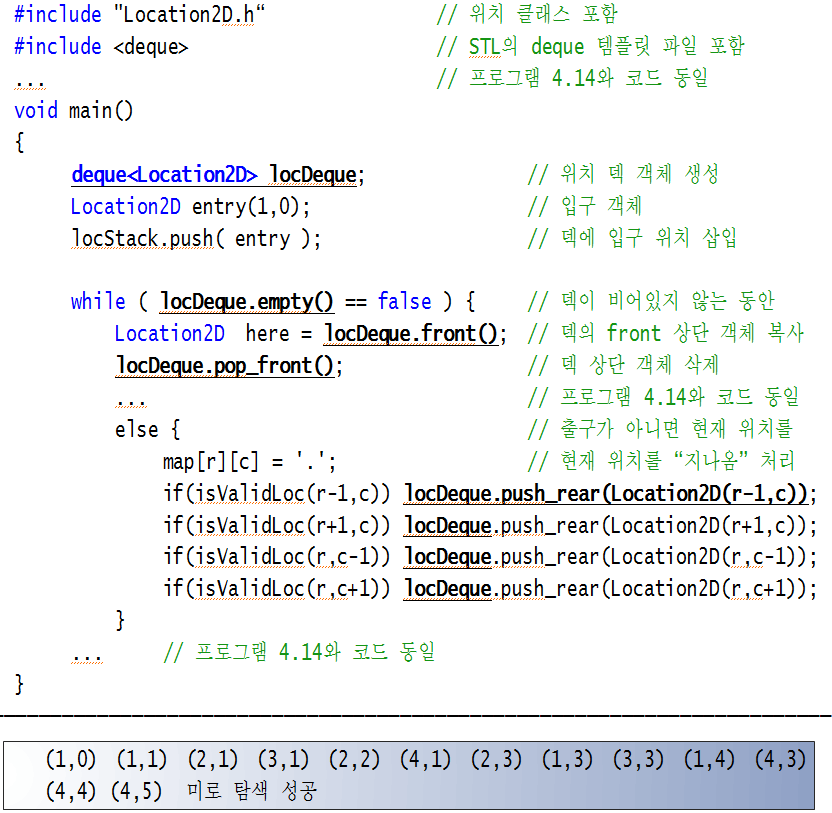 #include "Location2D.h“ // 위치 클래스 포함
#include <deque> // STL의 deque 템플릿 파일 포함
... // 프로그램 4.14와 코드 동일
void main()
{
deque<Location2D> locDeque; // 위치 덱 객체 생성
Location2D entry(1,0); // 입구 객체
locStack.push( entry ); // 덱에 입구 위치 삽입
while ( locDeque.empty() == false ) { // 덱이 비어있지 않는 동안
Location2D here = locDeque.front(); // 덱의 front 상단 객체 복사
locDeque.pop_front(); // 덱 상단 객체 삭제
... // 프로그램 4.14와 코드 동일
else { // 출구가 아니면 현재 위치를
map[r][c] = '.'; // 현재 위치를 “지나옴” 처리
if(isValidLoc(r-1,c)) locDeque.push_rear(Location2D(r-1,c));
if(isValidLoc(r+1,c)) locDeque.push_rear(Location2D(r+1,c));
if(isValidLoc(r,c-1)) locDeque.push_rear(Location2D(r,c-1));
if(isValidLoc(r,c+1)) locDeque.push_rear(Location2D(r,c+1));
}
... // 프로그램 4.14와 코드 동일
}
(1,0) (1,1) (2,1) (3,1) (2,2) (4,1) (2,3) (1,3) (3,3) (1,4) (4,3)
(4,4) (4,5) 미로 탐색 성공